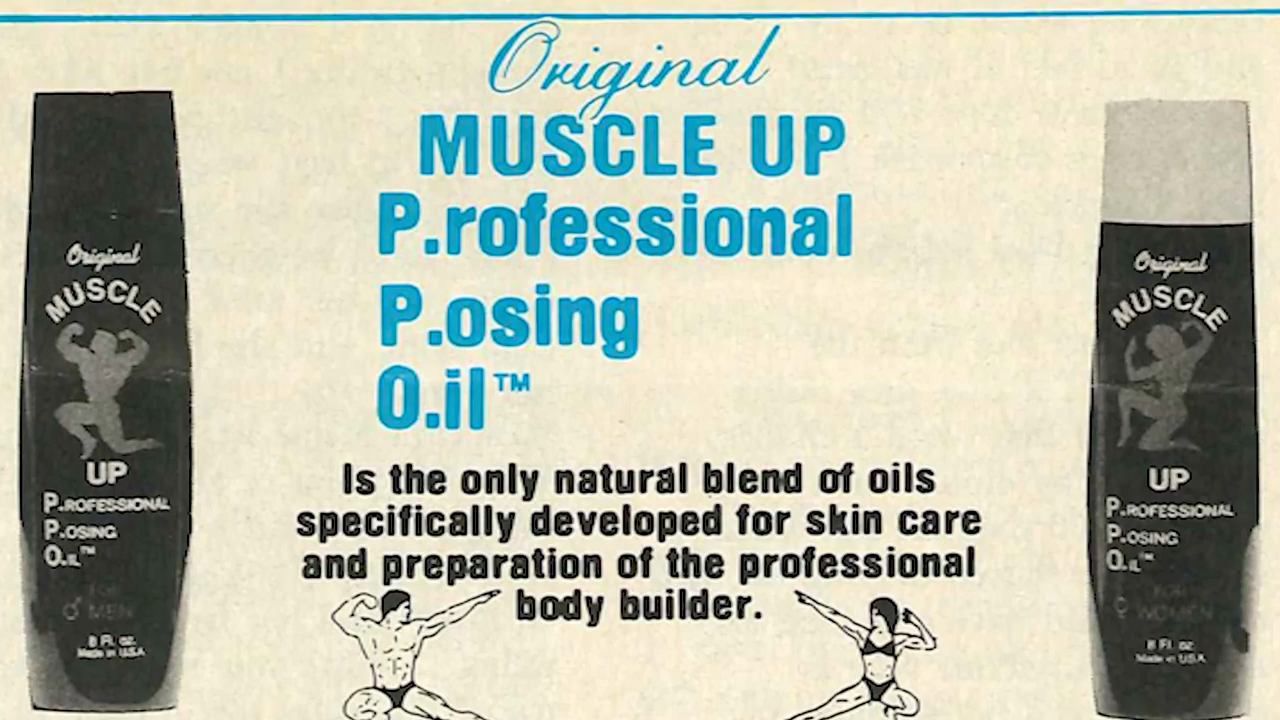 Original
MUSCLE UP
P.rofessional
P.osing
O.il™
Is the only natural blend of oils
specifically developed for skin care
and preparation of the professional
body builder.
Original
MUSCLE
UP
P.ROFESSIONAL
P.OSING
O.IL™
FOR
♂ MEN
8 Fl. oz.
Made in U.S.A.
Original
MUSCLE
UP
P.ROFESSIONAL
P.OSING
O.IL™
FOR
♀ WOMEN
8 Fl. oz.
Made in U.S.A.